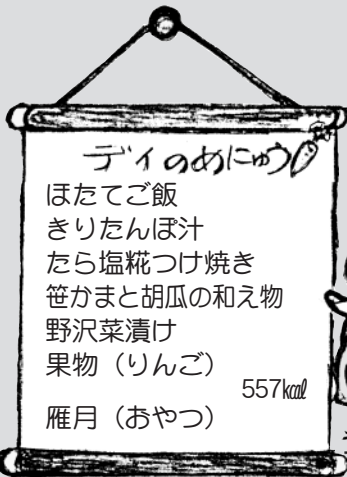 デイのめにゅう
ほたてご飯
きりたんぽ汁
たら塩糀つけ焼き
笹かまと胡瓜の和え物
野沢菜漬け
果物（りんご）
557㎉
雁月（おやつ）